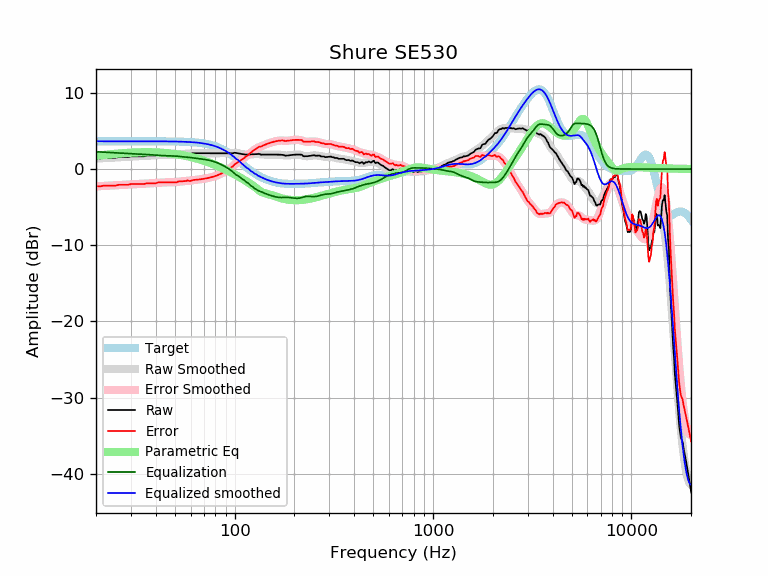 Shure SE530
10
0
−10
−20
−30
−40
Amplitude (dBr)
Target
Raw Smoothed
Error Smoothed
Raw
Error
Parametric Eq
Equalization
Equalized smoothed
100
1000
10000
Frequency (Hz)